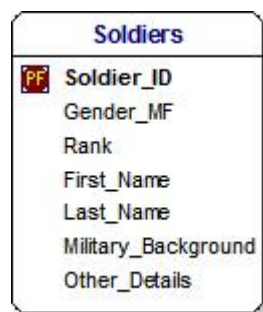 Soldiers
PF Soldier_ID
Gender_MF
Rank
First_Name
Last_Name
Military_Background
Other_Details